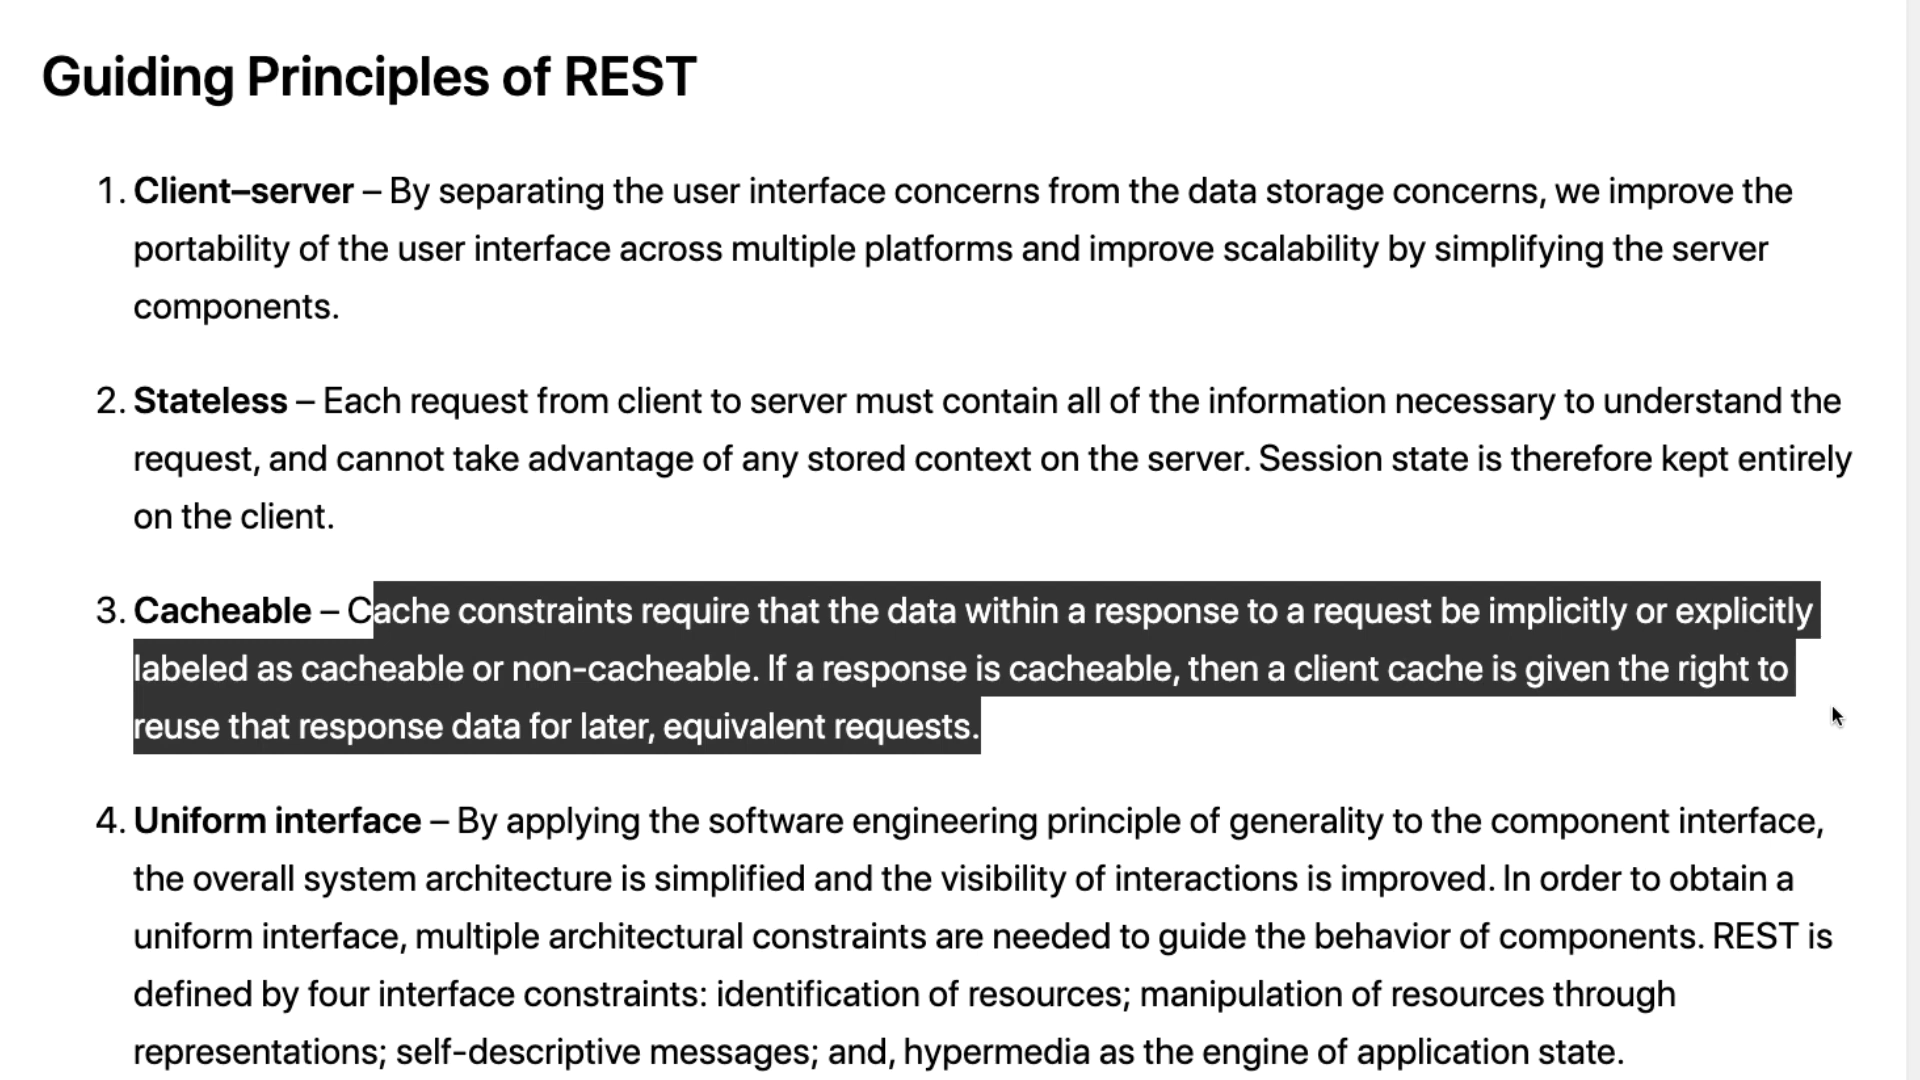 Guiding Principles of REST
1. Client–server – By separating the user interface concerns from the data storage concerns, we improve the
portability of the user interface across multiple platforms and improve scalability by simplifying the server
components.
2. Stateless – Each request from client to server must contain all of the information necessary to understand the
request, and cannot take advantage of any stored context on the server. Session state is therefore kept entirely
on the client.
3. Cacheable – Cache constraints require that the data within a response to a request be implicitly or explicitly
labeled as cacheable or non-cacheable. If a response is cacheable, then a client cache is given the right to
reuse that response data for later, equivalent requests.
4. Uniform interface – By applying the software engineering principle of generality to the component interface,
the overall system architecture is simplified and the visibility of interactions is improved. In order to obtain a
uniform interface, multiple architectural constraints are needed to guide the behavior of components. REST is
defined by four interface constraints: identification of resources; manipulation of resources through
representations; self-descriptive messages; and, hypermedia as the engine of application state.